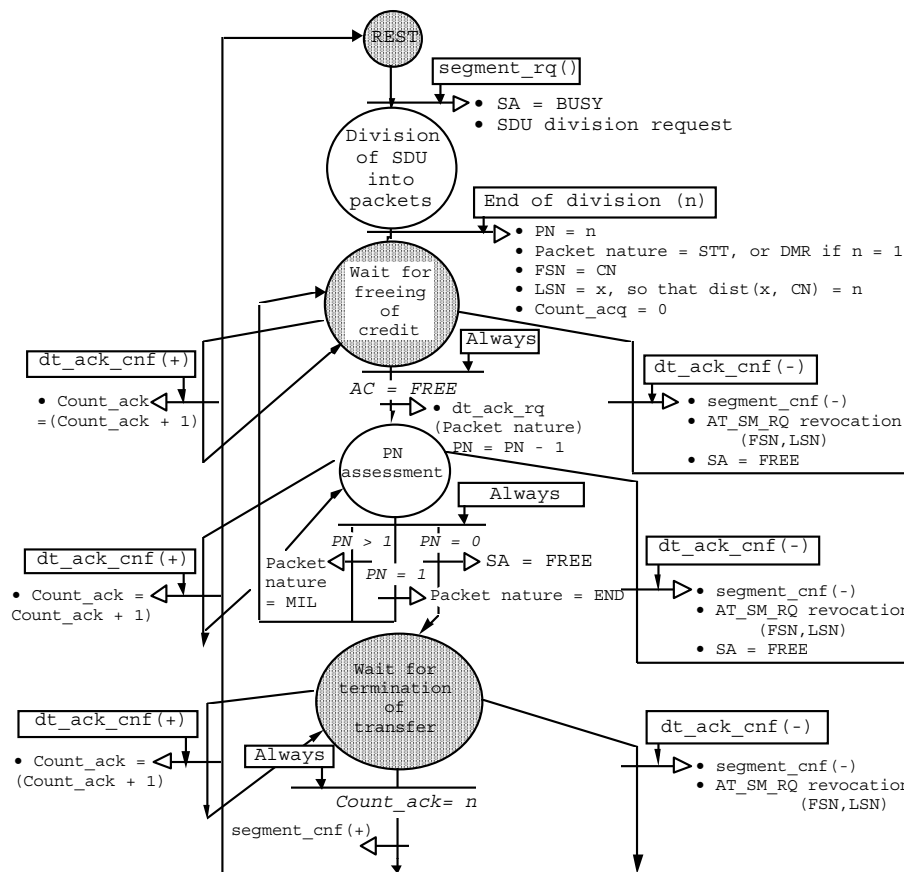 REST
segment_rq()
• SA = BUSY
• SDU division request
Division
of SDU
into
packets
End of division (n)
• PN = n
• Packet nature = STT, or DMR if n = 1
• FSN = CN
• LSN = x, so that dist(x, CN) = n
• Count_acq = 0
Wait for
freeing
of
credit
Always
dt_ack_cnf(+)
• Count_ack
=(Count_ack + 1)
AC = FREE
• dt_ack_rq
(Packet nature)
PN = PN - 1
dt_ack_cnf(-)
• segment_cnf(-)
• AT_SM_RQ revocation
(FSN,LSN)
• SA = FREE
PN
assessment
Always
PN > 1
PN = 0
Packet
nature
= MIL
PN = 1
SA = FREE
Packet nature = END
dt_ack_cnf(+)
• Count_ack =
Count_ack + 1)
dt_ack_cnf(-)
• segment_cnf(-)
• AT_SM_RQ revocation
(FSN,LSN)
• SA = FREE
Wait for
termination
of
transfer
dt_ack_cnf(+)
• Count_ack =
(Count_ack + 1)
Always
Count_ack= n
segment_cnf(+)
dt_ack_cnf(-)
• segment_cnf(-)
• AT_SM_RQ revocation
(FSN,LSN)